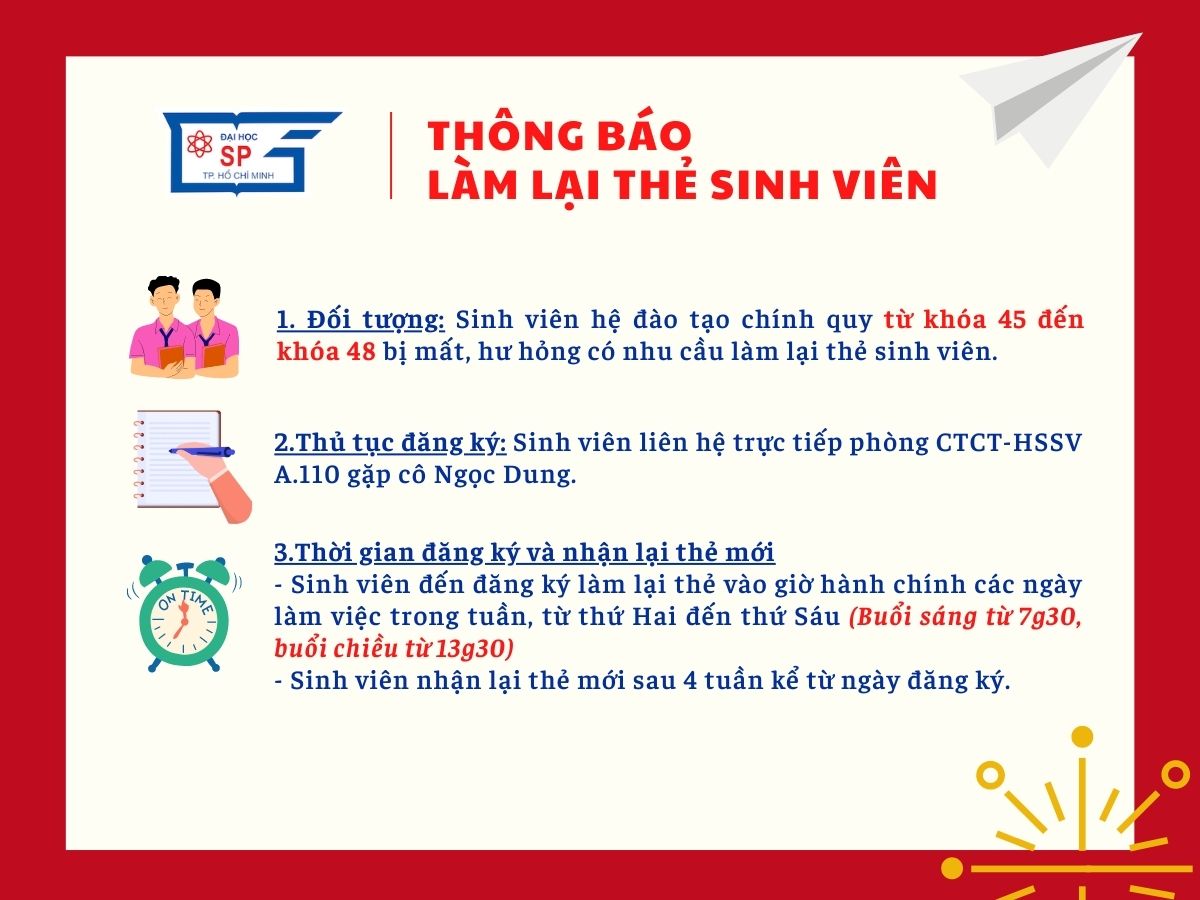 ĐẠI HỌC
SP
TP. HỒ CHÍ MINH
THÔNG BÁO
LÀM LẠI THẺ SINH VIÊN
1. Đối tượng: Sinh viên hệ đào tạo chính quy từ khóa 45 đến
khóa 48 bị mất, hư hỏng có nhu cầu làm lại thẻ sinh viên.
2.Thủ tục đăng ký: Sinh viên liên hệ trực tiếp phòng CTCT-HSSV
A.110 gặp cô Ngọc Dung.
ON TIME
3.Thời gian đăng ký và nhận lại thẻ mới
- Sinh viên đến đăng ký làm lại thẻ vào giờ hành chính các ngày
làm việc trong tuần, từ thứ Hai đến thứ Sáu (Buổi sáng từ 7g30,
buổi chiều từ 13g30)
- Sinh viên nhận lại thẻ mới sau 4 tuần kể từ ngày đăng ký.